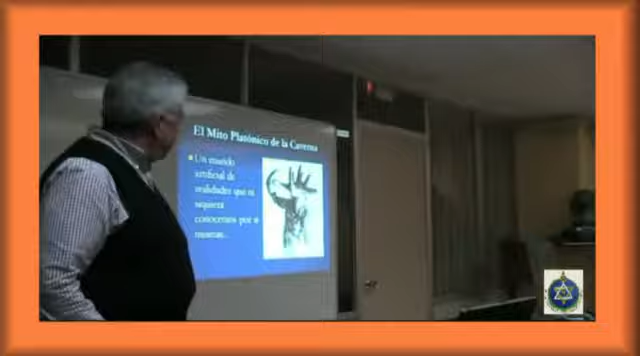 El Mito Platónico de la Caverna
Un mundo
artificial de
realidades que ni
siquiera
conocemos por sí
mismas..